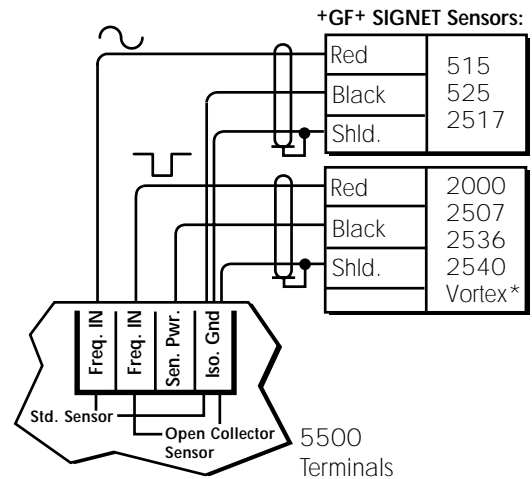 +GF+ SIGNET Sensors:
Red
Black
Shld.
515
525
2517
Red
Black
Shld.
2000
2507
2536
2540
Vortex*
Freq. IN
Freq. IN
Sen. Pwr.
Iso. Gnd
Std. Sensor
Open Collector
Sensor
5500
Terminals